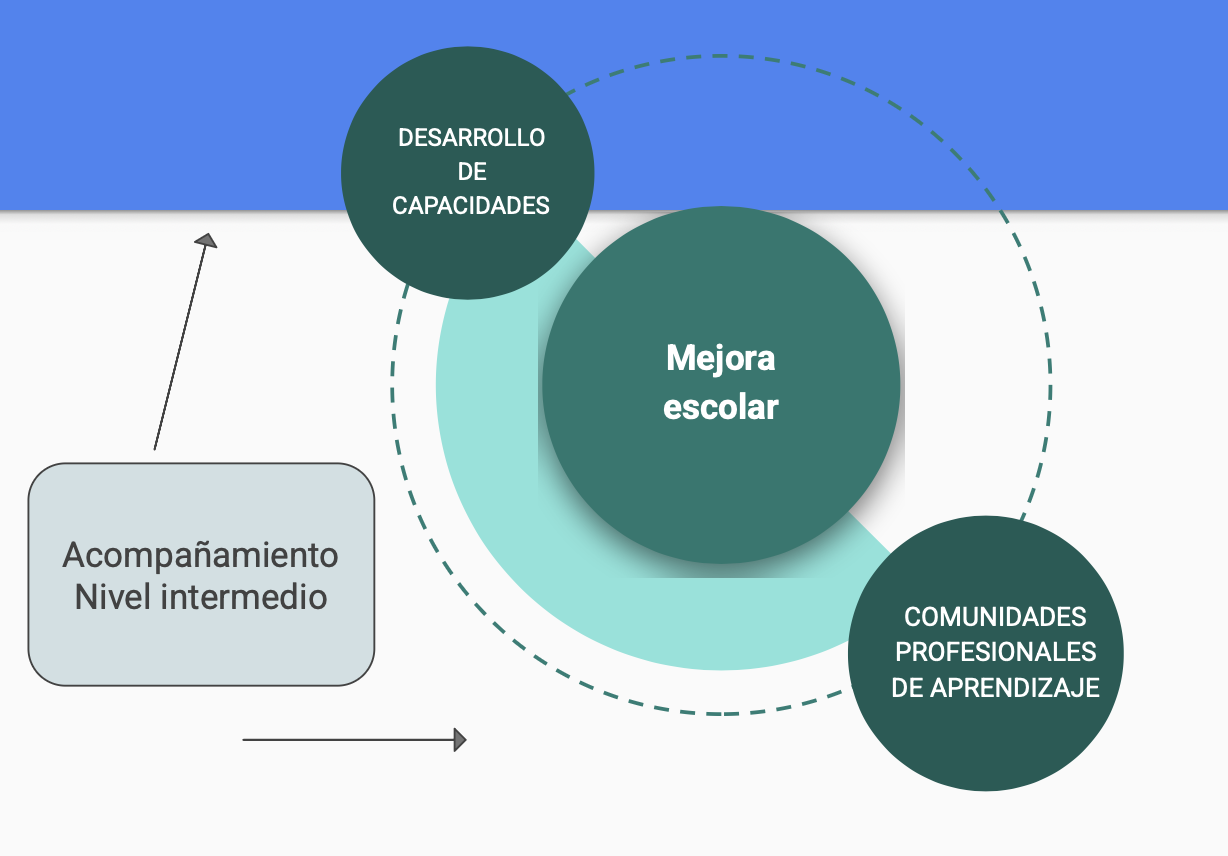 DESARROLLO
DE
CAPACIDADES
Mejora
escolar
Acompañamiento
Nivel intermedio
COMUNIDADES
PROFESIONALES
DE APRENDIZAJE